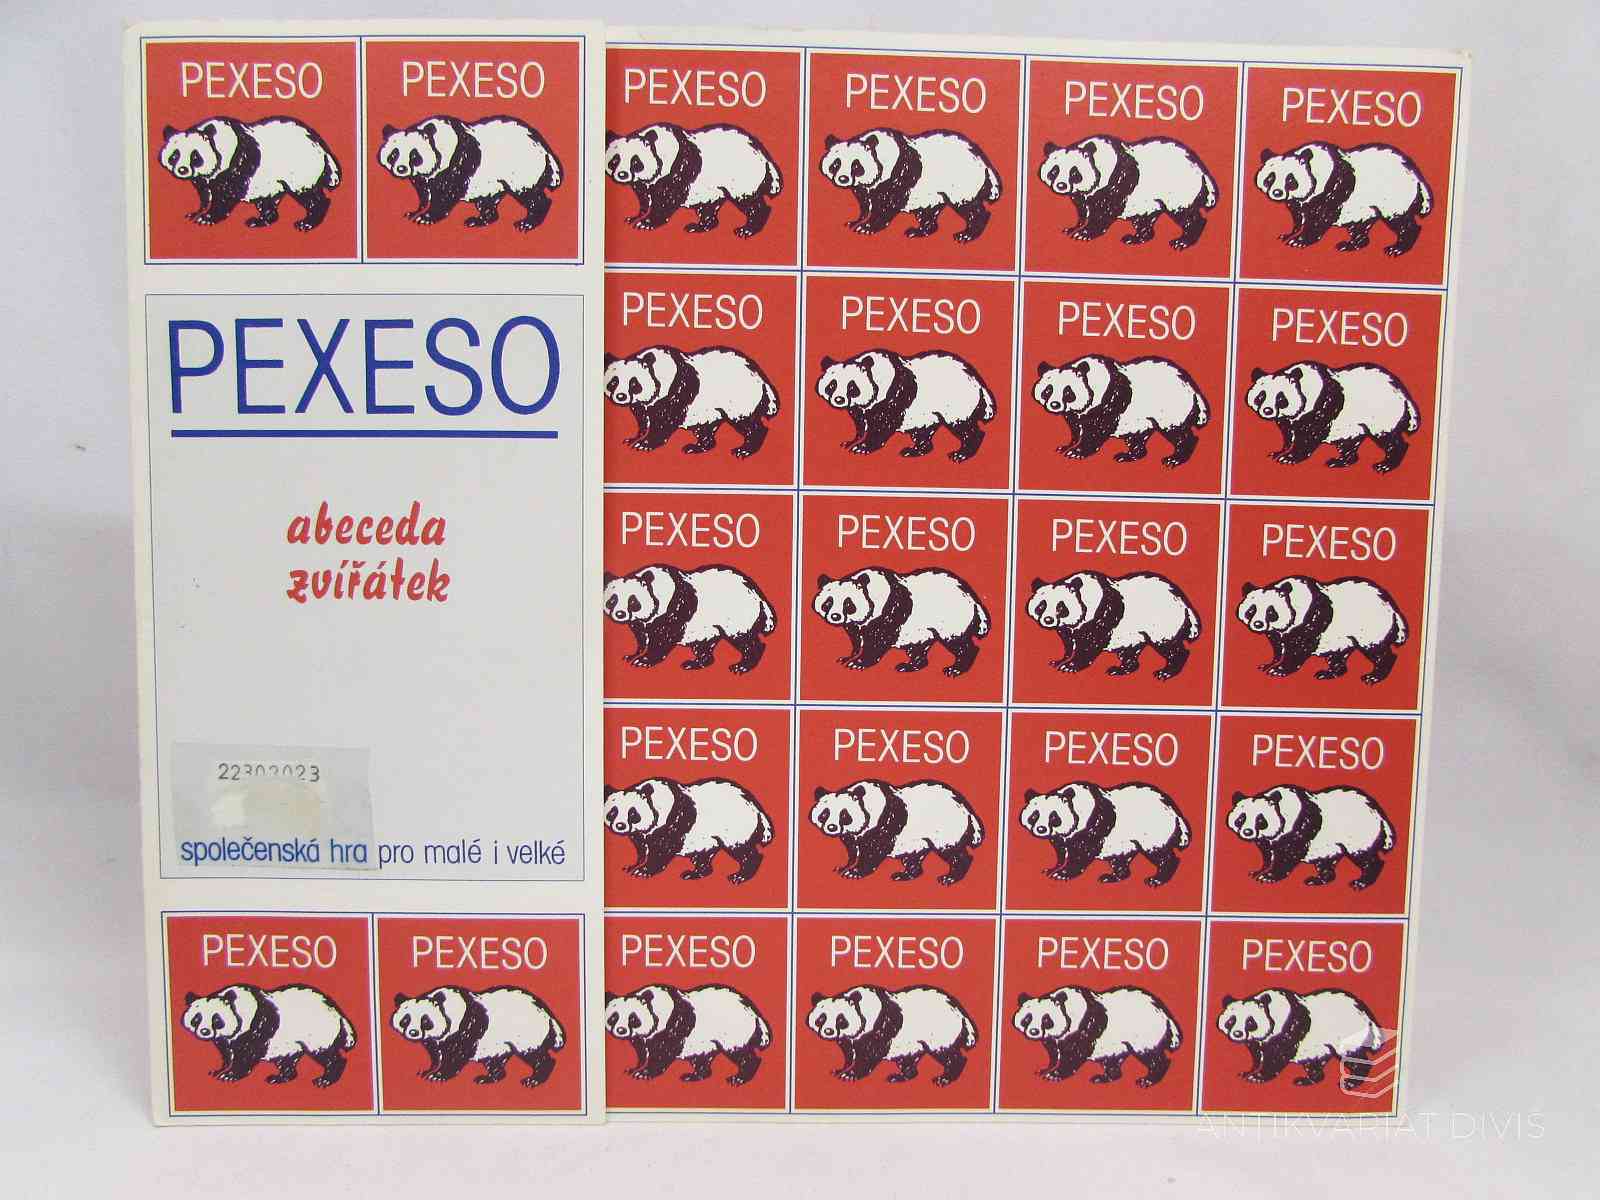 PEXESO PEXESO PEXESO PEXESO PEXESO PEXESO
PEXESO
abeceda
zvířátek
22302023
společenská hra pro malé i velké
PEXESO PEXESO PEXESO PEXESO
PEXESO PEXESO PEXESO PEXESO
PEXESO PEXESO PEXESO PEXESO
PEXESO PEXESO PEXESO PEXESO PEXESO PEXESO
ANTIKVARIAT DIVIŠ